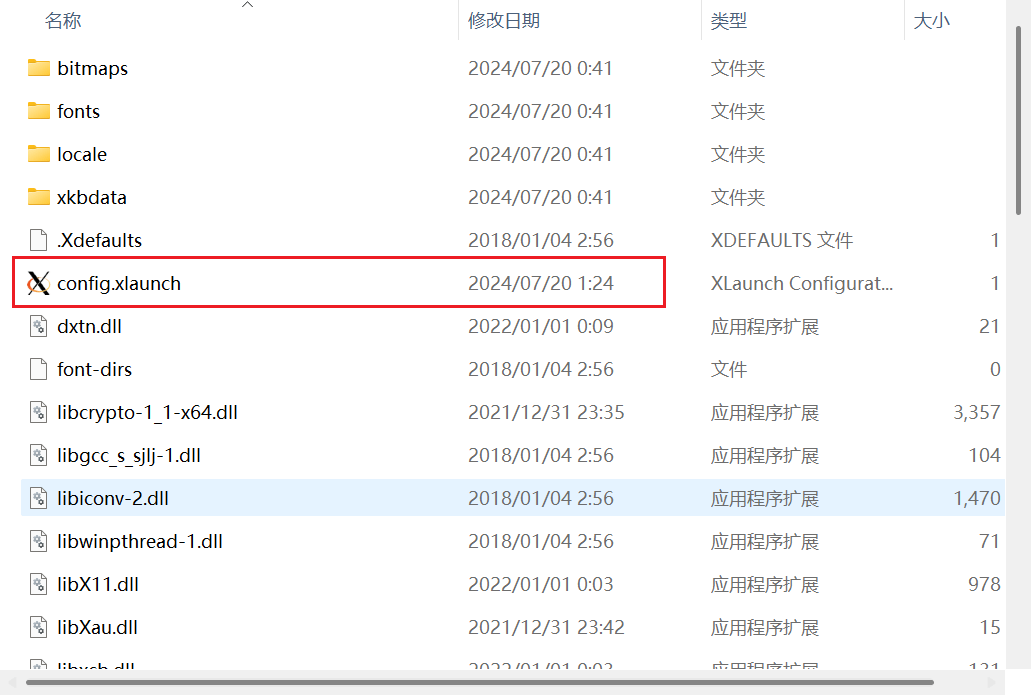 名称 修改日期 类型 大小
bitmaps 2024/07/20 0:41 文件夹
fonts 2024/07/20 0:41 文件夹
locale 2024/07/20 0:41 文件夹
xkbdata 2024/07/20 0:41 文件夹
.Xdefaults 2018/01/04 2:56 XDEFAULTS 文件 1
config.xlaunch 2024/07/20 1:24 XLaunch Configurat... 1
dxtn.dll 2022/01/01 0:09 应用程序扩展 21
font-dirs 2018/01/04 2:56 文件 0
libcrypto-1_1-x64.dll 2021/12/31 23:35 应用程序扩展 3,357
libgcc_s_sjlj-1.dll 2018/01/04 2:56 应用程序扩展 104
libiconv-2.dll 2018/01/04 2:56 应用程序扩展 1,470
libwinpthread-1.dll 2018/01/04 2:56 应用程序扩展 71
libX11.dll 2022/01/01 0:03 应用程序扩展 978
libXau.dll 2021/12/31 23:42 应用程序扩展 15
libxcb.dll 2022/01/01 0:03 应用程序扩展 131